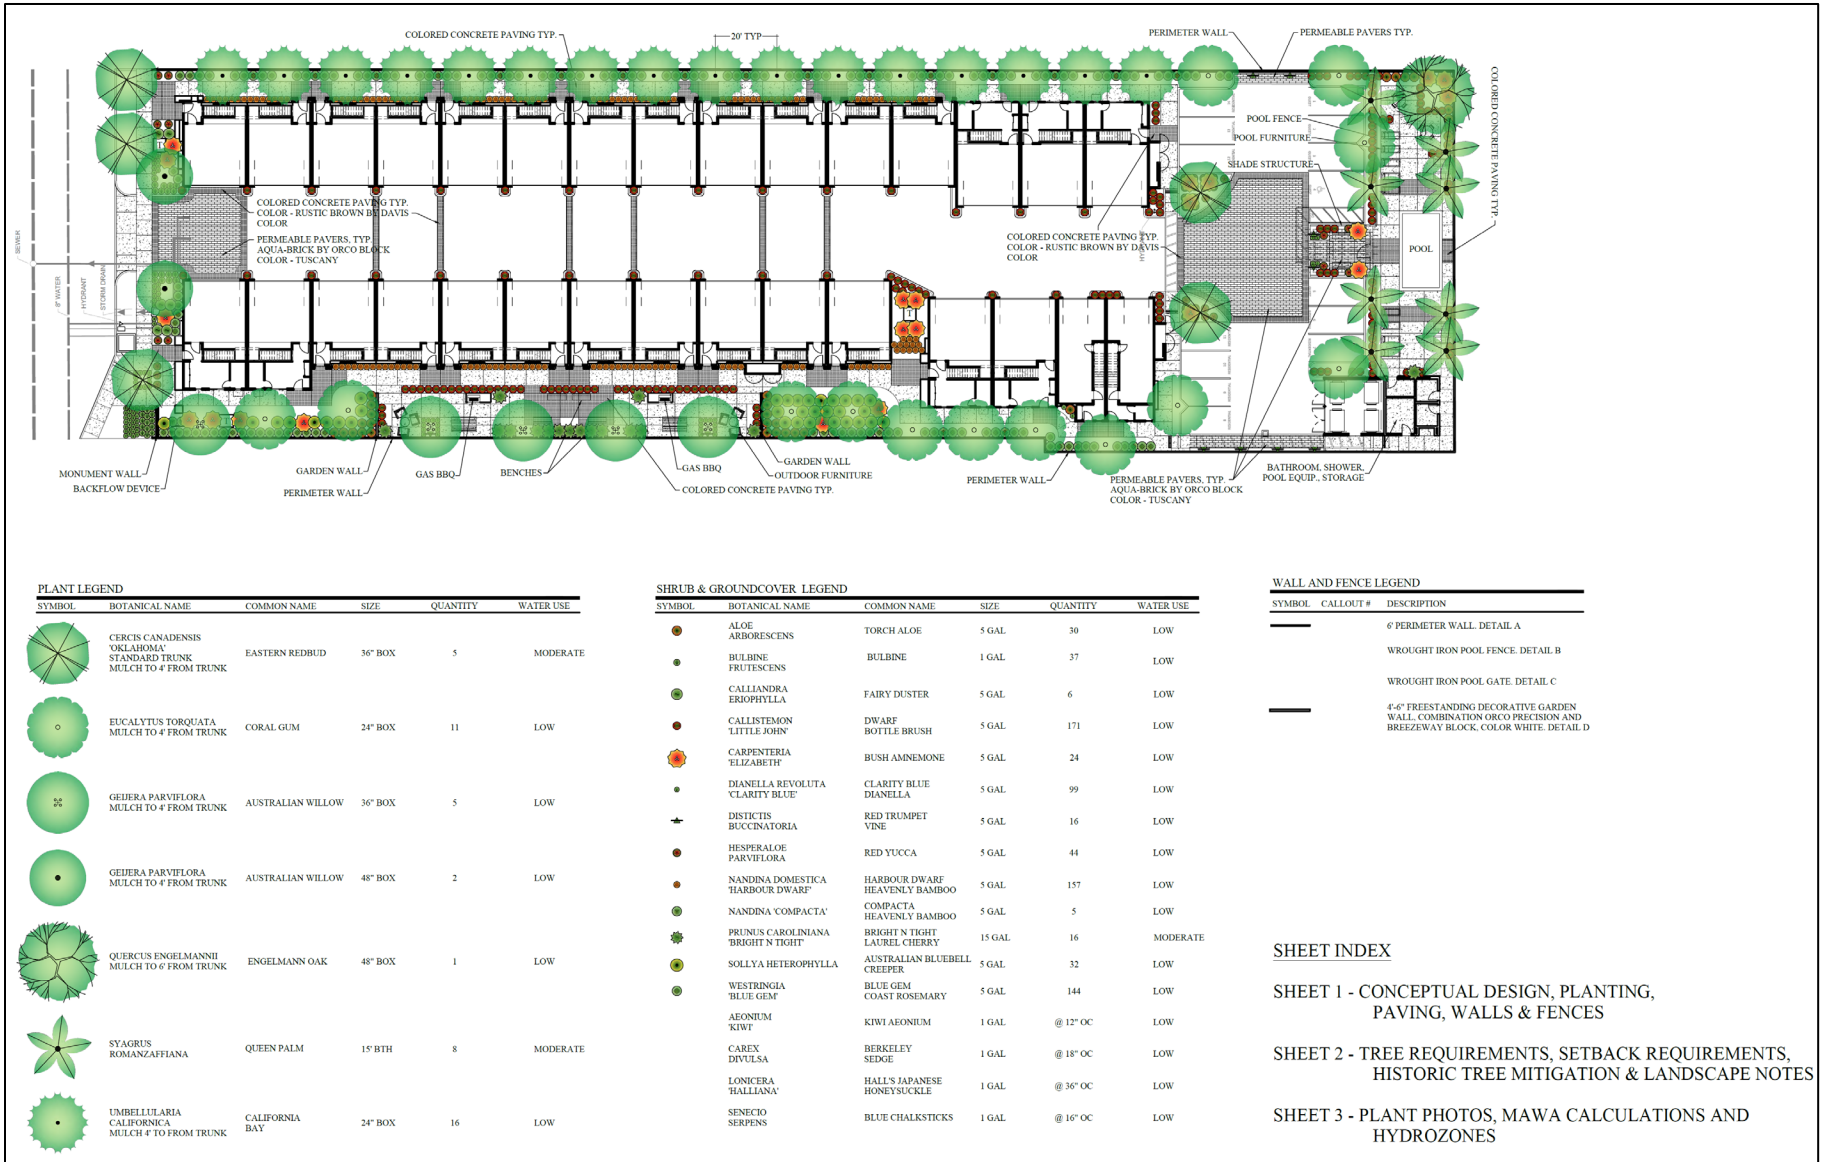 COLORED CONCRETE PAVING TYP.
20' TYP
PERIMETER WALL
PERMEABLE PAVERS TYP.
COLORED CONCRETE PAVING TYP.
POOL FENCE
POOL FURNITURE
SHADE STRUCTURE
T
COLORED CONCRETE PAVING TYP.
COLOR - RUSTIC BROWN BY DAVIS
COLOR
PERMEABLE PAVERS, TYP.
AQUA-BRICK BY ORCO BLOCK
COLOR - TUSCANY
COLORED CONCRETE PAVING TYP.
COLOR - RUSTIC BROWN BY DAVIS
COLOR
HYDRANT
POOL
SEWER
8" WATER
HYDRANT
STORM DRAIN
T
T
MONUMENT WALL
BACKFLOW DEVICE
GARDEN WALL
PERIMETER WALL
GAS BBQ
BENCHES
GAS BBQ
COLORED CONCRETE PAVING TYP.
GARDEN WALL
OUTDOOR FURNITURE
PERIMETER WALL
PERMEABLE PAVERS, TYP.
AQUA-BRICK BY ORCO BLOCK
COLOR - TUSCANY
BATHROOM, SHOWER,
POOL EQUIP., STORAGE
PLANT LEGEND
SYMBOL BOTANICAL NAME COMMON NAME SIZE QUANTITY WATER USE
CERCIS CANADENSIS
'OKLAHOMA'
STANDARD TRUNK
MULCH TO 4' FROM TRUNK
EASTERN REDBUD 36" BOX 5 MODERATE
EUCALYTUS TORQUATA
MULCH TO 4' FROM TRUNK
CORAL GUM 24" BOX 11 LOW
GEIJERA PARVIFLORA
MULCH TO 4' FROM TRUNK
AUSTRALIAN WILLOW 36" BOX 5 LOW
GEIJERA PARVIFLORA
MULCH TO 4' FROM TRUNK
AUSTRALIAN WILLOW 48" BOX 2 LOW
QUERCUS ENGELMANNII
MULCH TO 6' FROM TRUNK
ENGELMANN OAK 48" BOX 1 LOW
SYAGRUS
ROMANZAFFIANA
QUEEN PALM 15' BTH 8 MODERATE
UMBELLULARIA
CALIFORNICA
MULCH 4' TO FROM TRUNK
CALIFORNIA
BAY
24" BOX 16 LOW
SHRUB & GROUNDCOVER LEGEND
SYMBOL BOTANICAL NAME COMMON NAME SIZE QUANTITY WATER USE
ALOE
ARBORESCENS
TORCH ALOE 5 GAL 30 LOW
BULBINE
FRUTESCENS
BULBINE 1 GAL 37 LOW
CALLIANDRA
ERIOPHYLLA
FAIRY DUSTER 5 GAL 6 LOW
CALLISTEMON
'LITTLE JOHN'
DWARF
BOTTLE BRUSH
5 GAL 171 LOW
CARPENTERIA
'ELIZABETH'
BUSH AMNEMONE 5 GAL 24 LOW
DIANELLA REVOLUTA
'CLARITY BLUE'
CLARITY BLUE
DIANELLA
5 GAL 99 LOW
DISTICTIS
BUCCINATORIA
RED TRUMPET
VINE
5 GAL 16 LOW
HESPERALOE
PARVIFLORA
RED YUCCA 5 GAL 44 LOW
NANDINA DOMESTICA
'HARBOUR DWARF'
HARBOUR DWARF
HEAVENLY BAMBOO
5 GAL 157 LOW
NANDINA 'COMPACTA'
COMPACTA
HEAVENLY BAMBOO
5 GAL 5 LOW
PRUNUS CAROLINIANA
'BRIGHT N TIGHT'
BRIGHT N TIGHT
LAUREL CHERRY
15 GAL 16 MODERATE
SOLLYA HETEROPHYLLA
AUSTRALIAN BLUEBELL
CREEPER
5 GAL 32 LOW
WESTRINGIA
'BLUE GEM'
BLUE GEM
COAST ROSEMARY
5 GAL 144 LOW
AEONIUM
'KIWI'
KIWI AEONIUM 1 GAL @ 12" OC LOW
CAREX
DIVULSA
BERKELEY
SEDGE
1 GAL @ 18" OC LOW
LONICERA
'HALLIANA'
HALL'S JAPANESE
HONEYSUCKLE
1 GAL @ 36" OC LOW
SENECIO
SERPENS
BLUE CHALKSTICKS 1 GAL @ 16" OC LOW
WALL AND FENCE LEGEND
SYMBOL CALLOUT # DESCRIPTION
6' PERIMETER WALL. DETAIL A
WROUGHT IRON POOL FENCE. DETAIL B
WROUGHT IRON POOL GATE. DETAIL C
4'-6" FREESTANDING DECORATIVE GARDEN
WALL, COMBINATION ORCO PRECISION AND
BREEZEWAY BLOCK, COLOR WHITE. DETAIL D
SHEET INDEX
SHEET 1 - CONCEPTUAL DESIGN, PLANTING,
PAVING, WALLS & FENCES
SHEET 2 - TREE REQUIREMENTS, SETBACK REQUIREMENTS,
HISTORIC TREE MITIGATION & LANDSCAPE NOTES
SHEET 3 - PLANT PHOTOS, MAWA CALCULATIONS AND
HYDROZONES